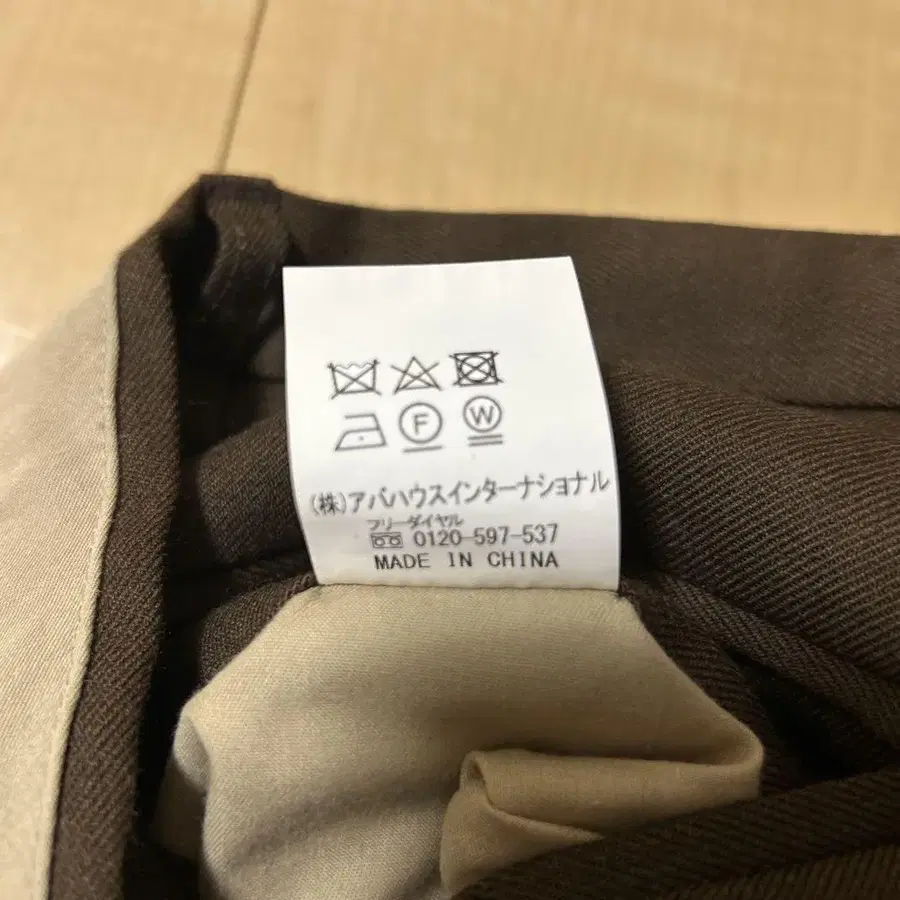 F W
(株)アバハウスインターナショナル
フリーダイヤル
0120-597-537
MADE IN CHINA